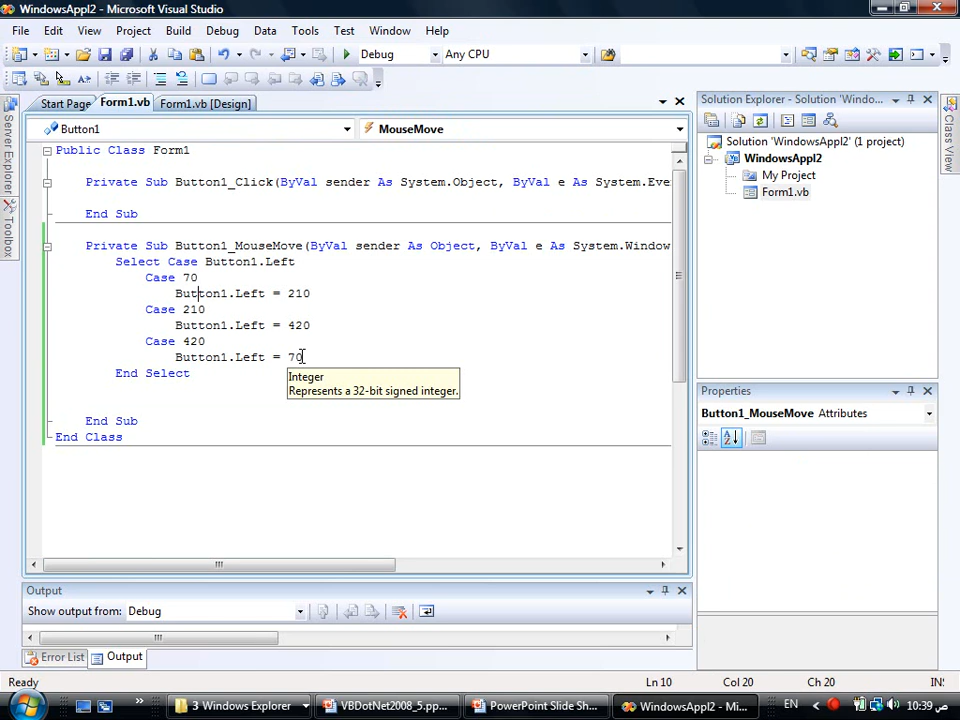 WindowsAppl2 - Microsoft Visual Studio
File Edit View Project Build Debug Data Tools Test Window Help
Debug Any CPU
Start Page Form1.vb Form1.vb [Design]
Button1 MouseMove
Public Class Form1
Private Sub Button1_Click(ByVal sender As System.Object, ByVal e As System.Eve
End Sub
Private Sub Button1_MouseMove(ByVal sender As Object, ByVal e As System.Window
Select Case Button1.Left
Case 70
Button1.Left = 210
Case 210
Button1.Left = 420
Case 420
Button1.Left = 70
End Select
Integer
Represents a 32-bit signed integer.
End Sub
End Class
Server Explorer
Toolbox
Solution Explorer - Solution 'Windo...
Solution 'WindowsAppl2' (1 project)
WindowsAppl2
My Project
Form1.vb
Class View
Properties
Button1_MouseMove Attributes
Output
Show output from: Debug
Error List Output
Ready Ln 10 Col 20 Ch 20 INS
3 Windows Explorer VBDotNet2008_5.pp... PowerPoint Slide Sh... WindowsAppl2 - Mi... EN 10:39 ص